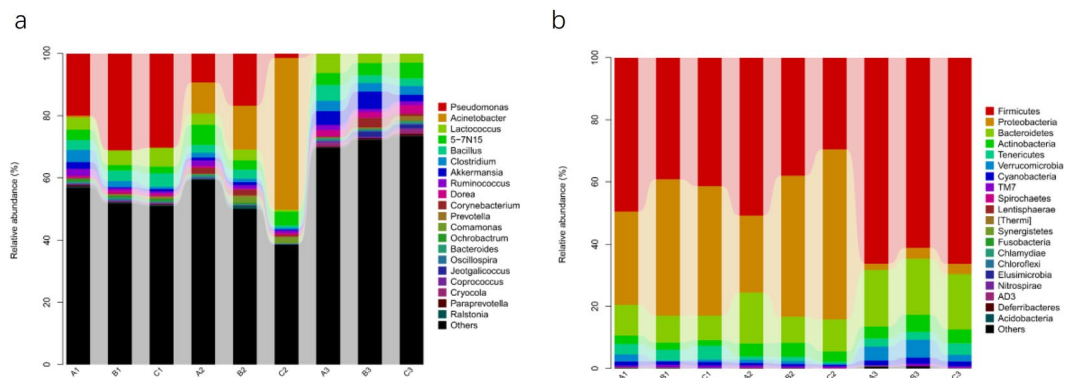 a
Relative abundance (%)
100
80
60
40
20
0
A1 B1 C1 A2 B2 C2 A3 B3 C3
Pseudomonas
Acinetobacter
Lactococcus
5-7N15
Bacillus
Clostridium
Akkermansia
Ruminococcus
Dorea
Corynebacterium
Prevotella
Comamonas
Ochrobactrum
Bacteroides
Oscillospira
Jeotgalicoccus
Coprococcus
Cryocola
Paraprevotella
Ralstonia
Others
b
Relative abundance (%)
100
80
60
40
20
0
A1 B1 C1 A2 B2 C2 A3 B3 C3
Firmicutes
Proteobacteria
Bacteroidetes
Actinobacteria
Tenericutes
Verrucomicrobia
Cyanobacteria
TM7
Spirochaetes
Lentisphaerae
[Thermi]
Synergistetes
Fusobacteria
Chlamydiae
Chloroflexi
Elusimicrobia
Nitrospirae
AD3
Deferribacteres
Acidobacteria
Others